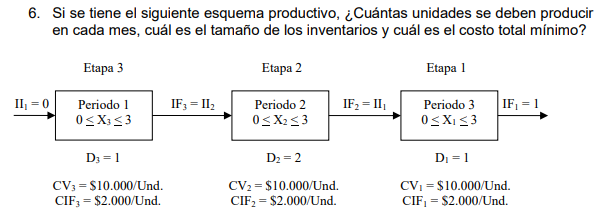 6. Si se tiene el siguiente esquema productivo, ¿Cuántas unidades se deben producir
en cada mes, cuál es el tamaño de los inventarios y cuál es el costo total mínimo?
Etapa 3 Etapa 2 Etapa 1
II₁ = 0 Periodo 1 IF₃ = II₂ Periodo 2 IF₂ = II₁ Periodo 3 IF₁ = 1
0 ≤ X₃ ≤ 3 0 ≤ X₂ ≤ 3 0 ≤ X₁ ≤ 3
D₃ = 1 D₂ = 2 D₁ = 1
CV₃ = $10.000/Und. CV₂ = $10.000/Und. CV₁ = $10.000/Und.
CIF₃ = $2.000/Und. CIF₂ = $2.000/Und. CIF₁ = $2.000/Und.